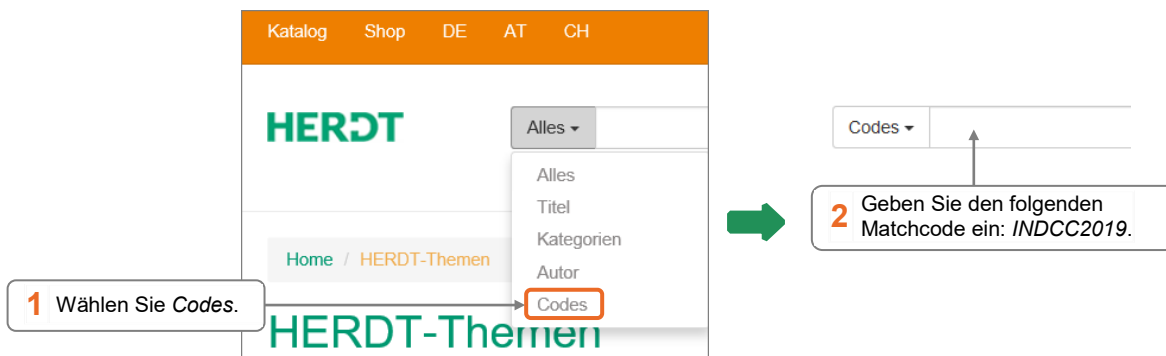 Katalog Shop DE AT CH
HERDT
Alles
Alles
Titel
Kategorien
Autor
Codes
Home / HERDT-Themen
HERDT-Themen
1 Wählen Sie Codes.
Codes
2 Geben Sie den folgenden
Matchcode ein: INDCC2019.